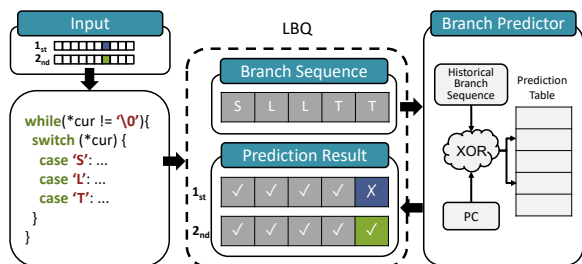 Input
1st
2nd
while(*cur != '\0'){
switch (*cur) {
case 'S': ...
case 'L': ...
case 'T': ...
}
}
LBQ
Branch Sequence
S L L T T
Prediction Result
1st ✓ ✓ ✓ ✓ X
2nd ✓ ✓ ✓ ✓ ✓
Branch Predictor
Historical
Branch
Sequence
Prediction
Table
XOR
PC